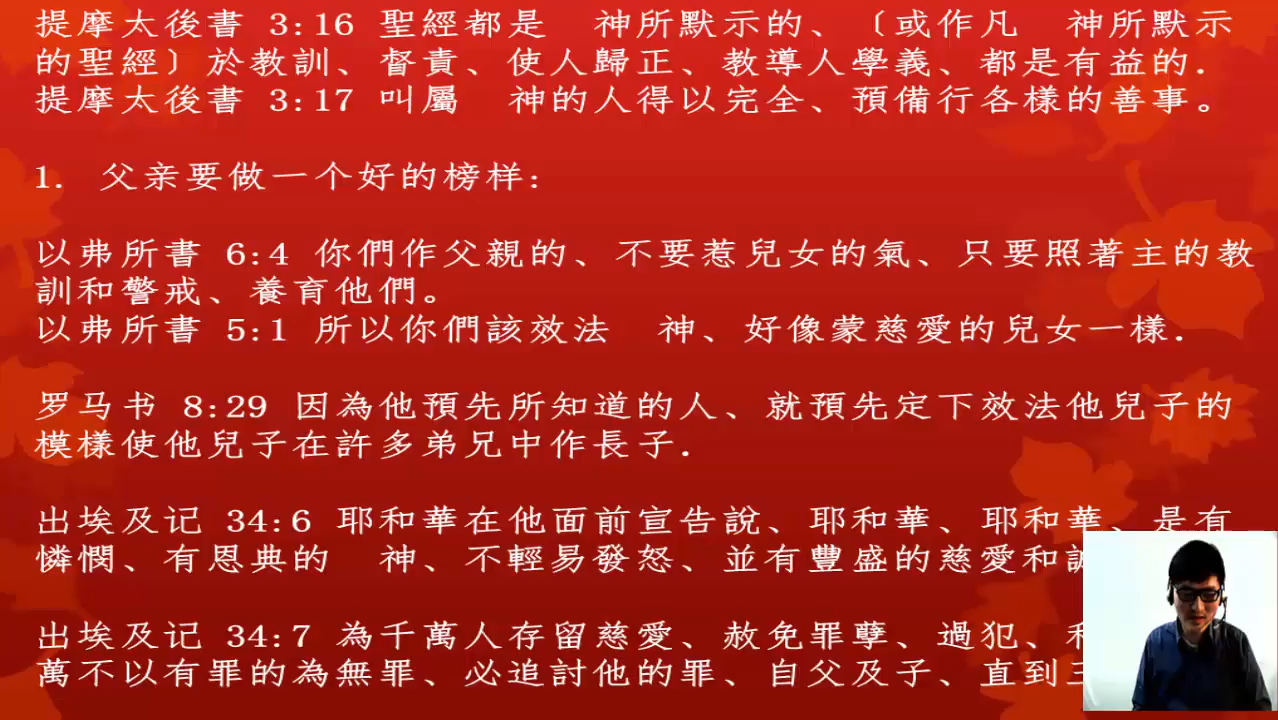 提摩太後書 3:16 聖經都是　神所默示的、〔或作凡　神所默示
的聖經〕於教訓、督責、使人歸正、教導人學義、都是有益的.
提摩太後書 3:17 叫屬　神的人得以完全、預備行各樣的善事。
1. 父亲要做一个好的榜样:
以弗所書 6:4 你們作父親的、不要惹兒女的氣、只要照著主的教
訓和警戒、養育他們。
以弗所書 5:1 所以你們該效法　神、好像蒙慈愛的兒女一樣.
罗马书 8:29 因為他預先所知道的人、就預先定下效法他兒子的
模樣使他兒子在許多弟兄中作長子.
出埃及记 34:6 耶和華在他面前宣告說、耶和華、耶和華、是有
憐憫、有恩典的　神、不輕易發怒、並有豐盛的慈愛和
出埃及记 34:7 為千萬人存留慈愛、赦免罪孽、過犯、
萬不以有罪的為無罪、必追討他的罪、自父及子、直到